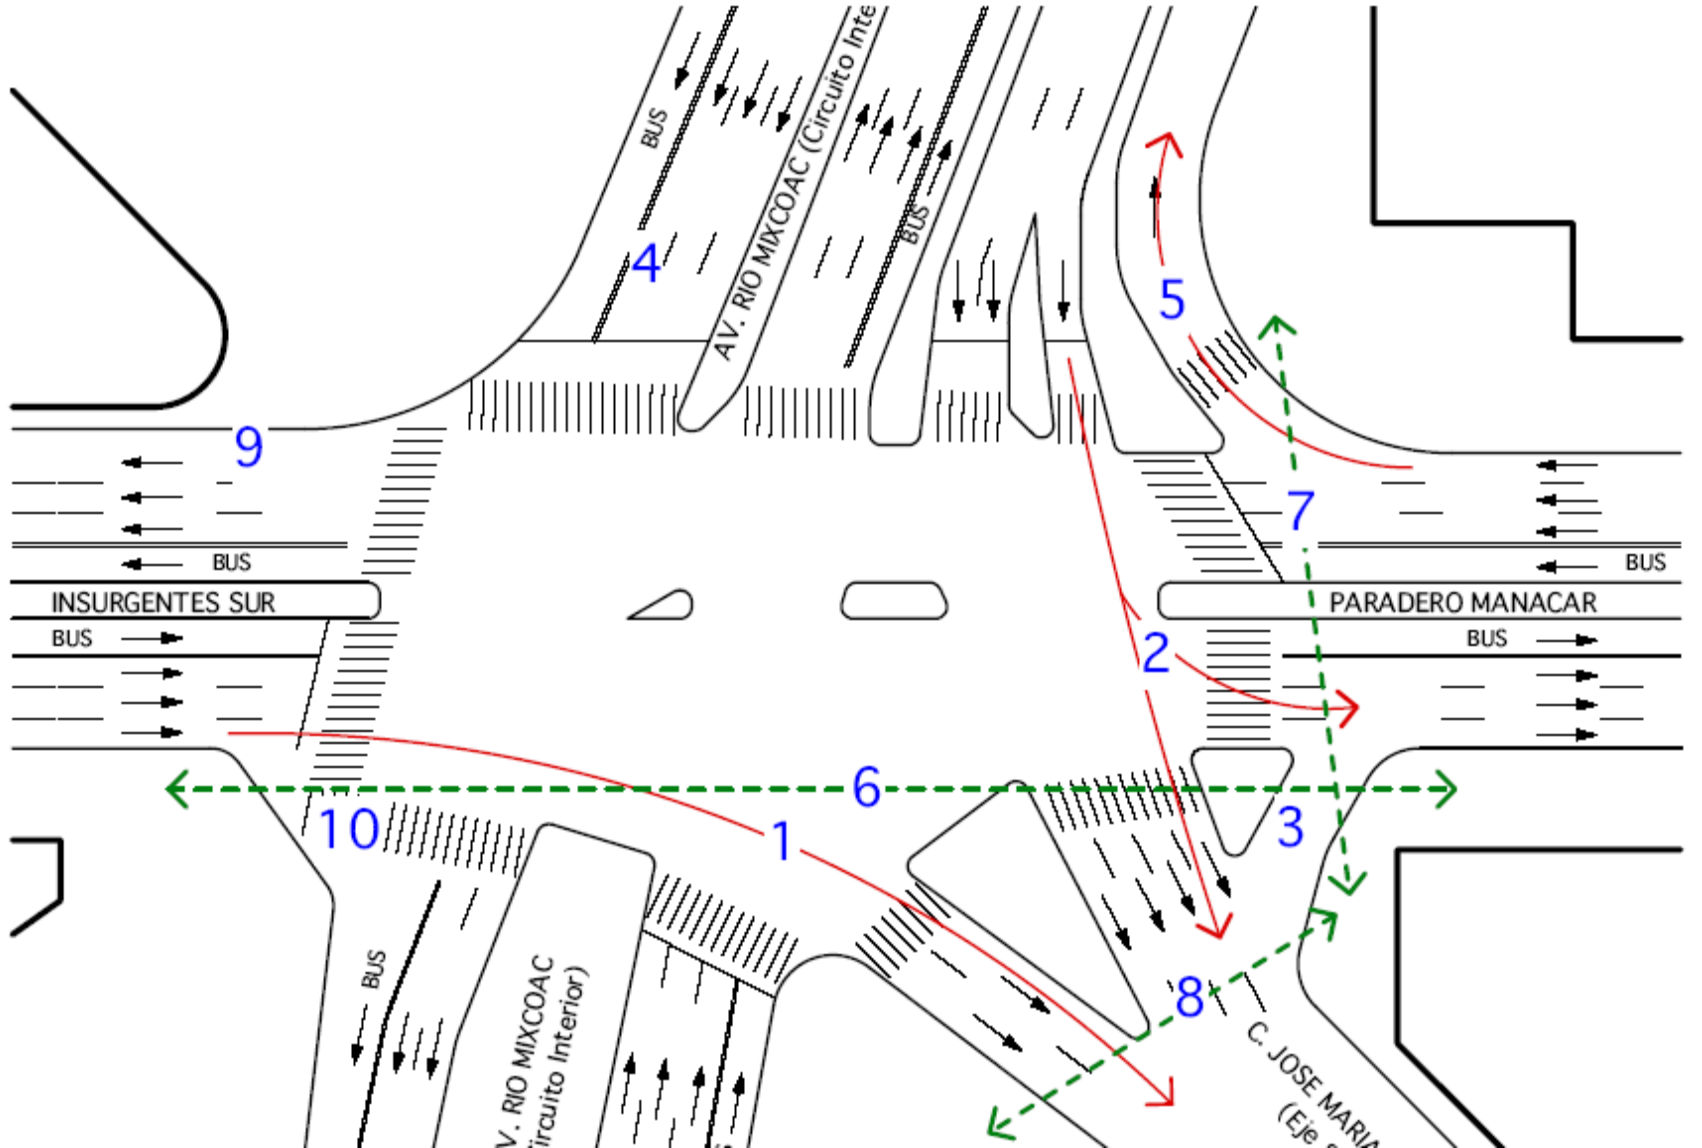 AV. RIO MIXCOAC (Circuito Inte
BUS
BUS
4
5
9
7
BUS
BUS
INSURGENTES SUR
PARADERO MANACAR
BUS
BUS
2
6
3
10
1
BUS
8
V. RIO MIXCOAC
ircuito Interior)
C. JOSE MARIA
(Eje